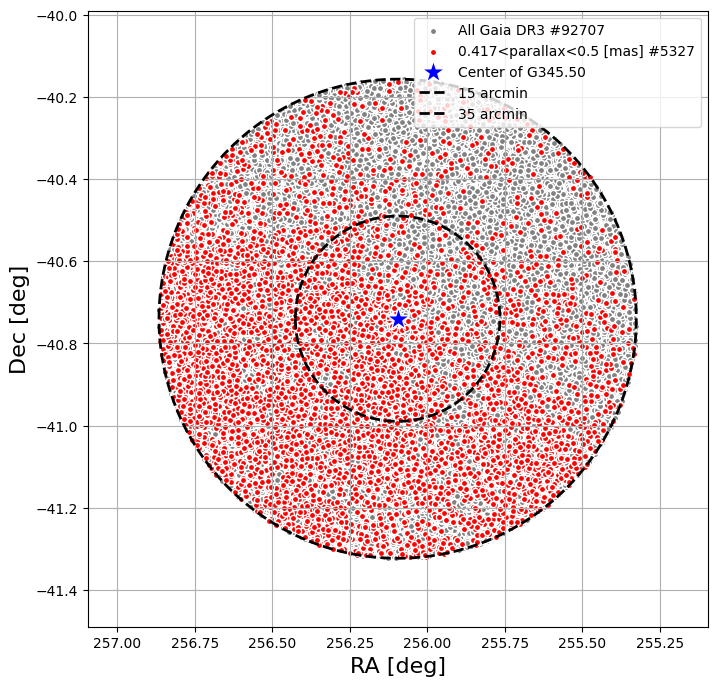 All Gaia DR3 #92707
0.417<parallax<0.5 [mas] #5327
Center of G345.50
15 arcmin
35 arcmin
−40.0
−40.2
−40.4
−40.6
−40.8
−41.0
−41.2
−41.4
Dec [deg]
257.00 256.75 256.50 256.25 256.00 255.75 255.50 255.25
RA [deg]